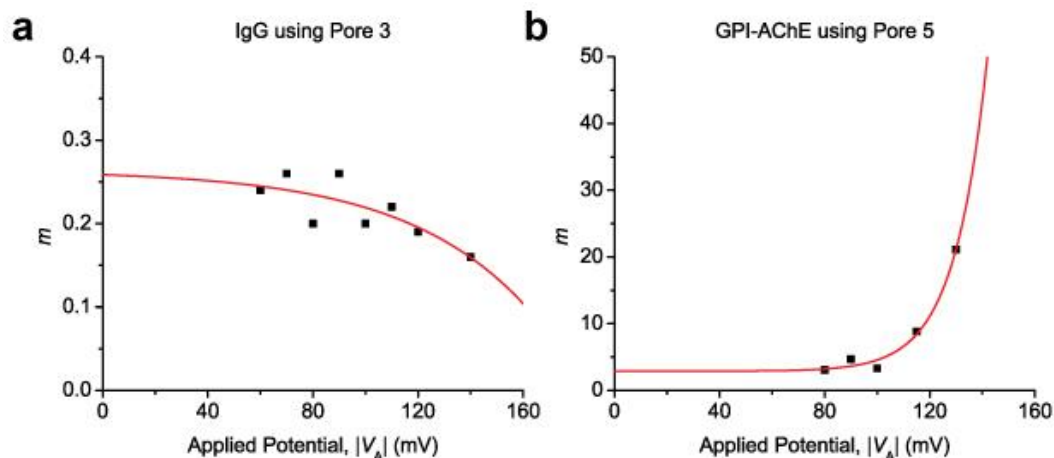 a
IgG using Pore 3
0.4
0.3
0.2
0.1
0.0
m
0
40
80
120
160
Applied Potential, |V_A| (mV)
b
GPI-AChE using Pore 5
50
40
30
20
10
0
m
0
40
80
120
160
Applied Potential, |V_A| (mV)